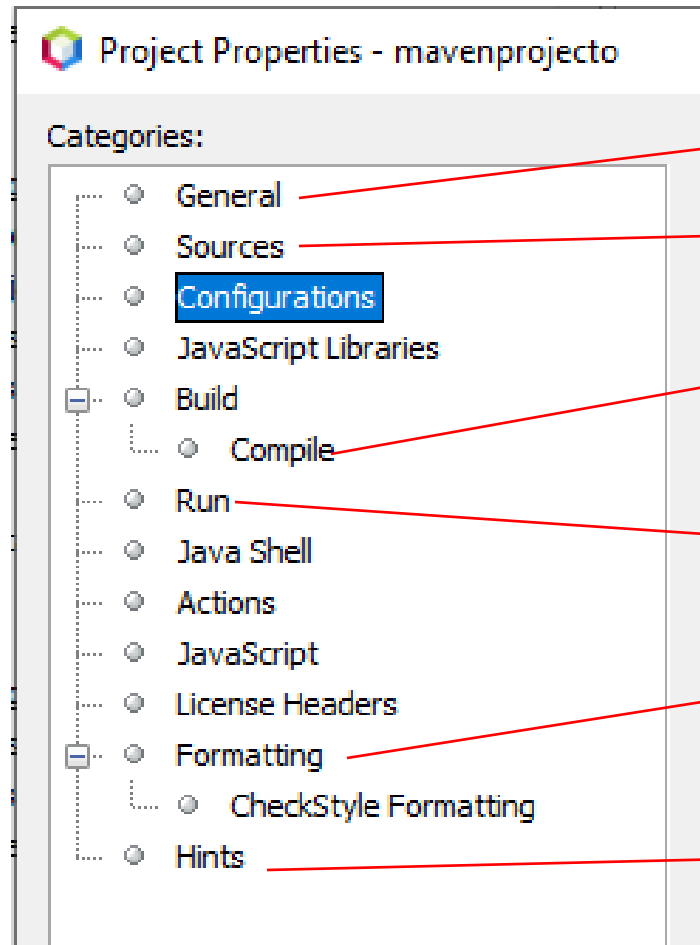 Project Properties - mavenprojecto
Categories:
General
Sources
Configurations
JavaScript Libraries
Build
Compile
Run
Java Shell
Actions
JavaScript
License Headers
Formatting
CheckStyle Formatting
Hints